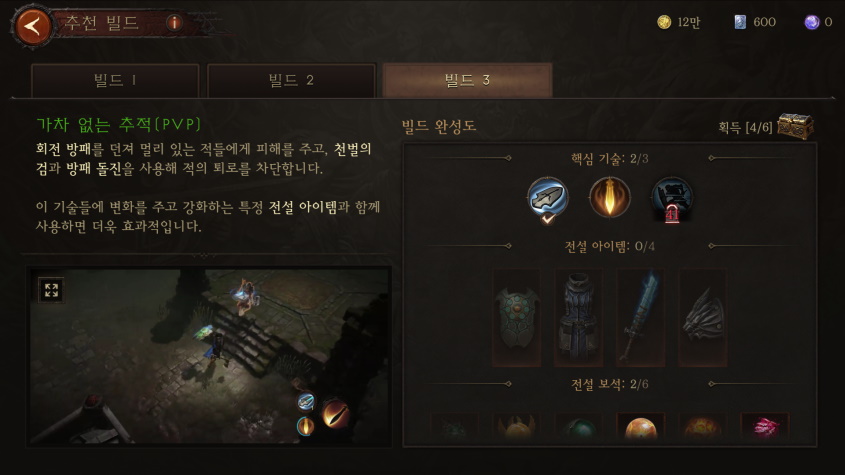 추천 빌드
12만
600
0
빌드 1
빌드 2
빌드 3
가차 없는 추적(PVP)
회전 방패를 던져 멀리 있는 적들에게 피해를 주고, 천벌의
검과 방패 돌진을 사용해 적의 퇴로를 차단합니다.
이 기술들에 변화를 주고 강화하는 특정 전설 아이템과 함께
사용하면 더욱 효과적입니다.
빌드 완성도
획득 [4/6]
핵심 기술: 2/3
41
전설 아이템: 0/4
전설 보석: 2/6